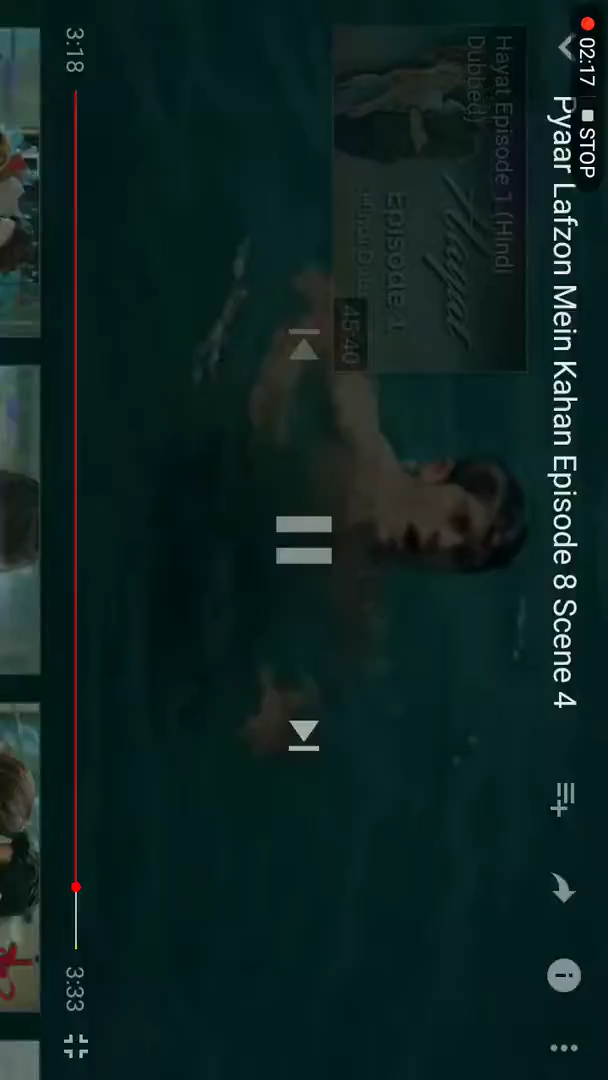 02:17 STOP
Pyaar Lafzon Mein Kahan Episode 8 Scene 4
Hayat Episode 1 (Hindi
Dubbed)
Hayat
Episode 1
45:40
3:18
3:33